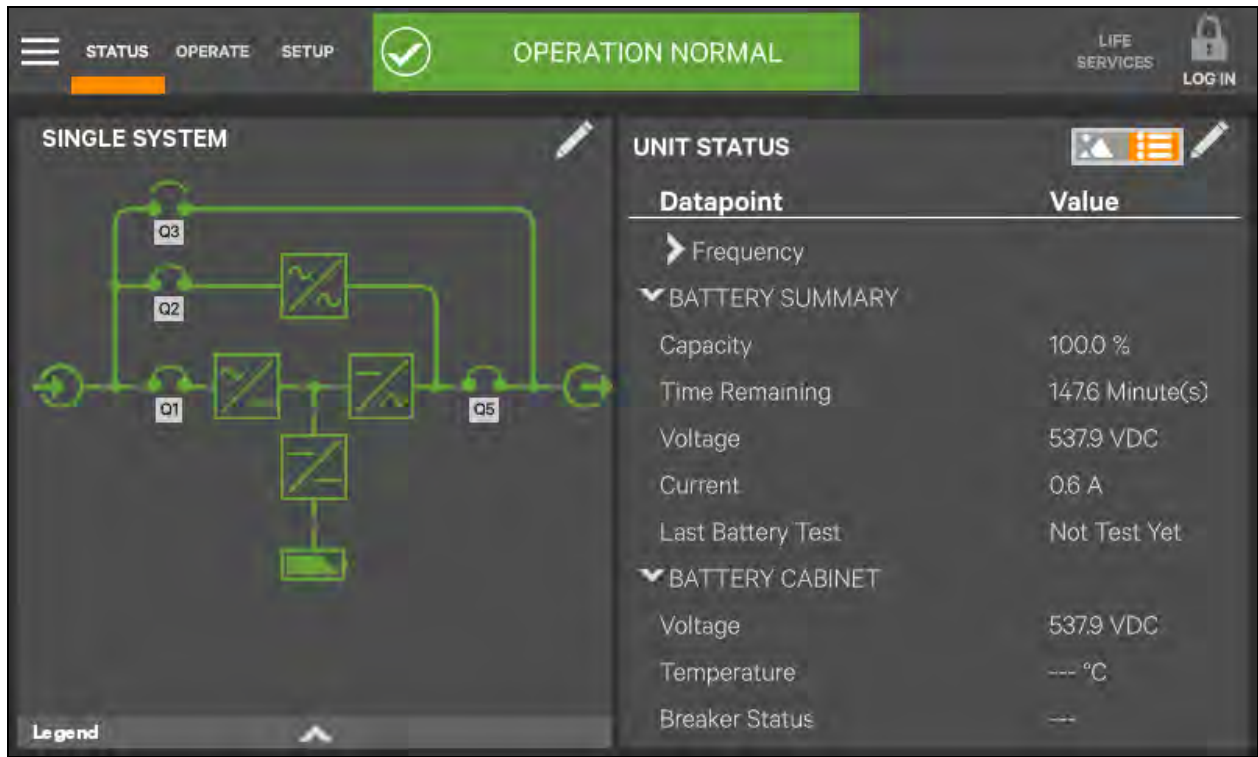 STATUS OPERATE SETUP
OPERATION NORMAL
LIFE
SERVICES
LOG IN
SINGLE SYSTEM
Q3
Q2
Q1
Q5
Legend
UNIT STATUS
Datapoint Value
Frequency
BATTERY SUMMARY
Capacity 100.0 %
Time Remaining 147.6 Minute(s)
Voltage 537.9 VDC
Current 0.6 A
Last Battery Test Not Test Yet
BATTERY CABINET
Voltage 537.9 VDC
Temperature --- °C
Breaker Status ---